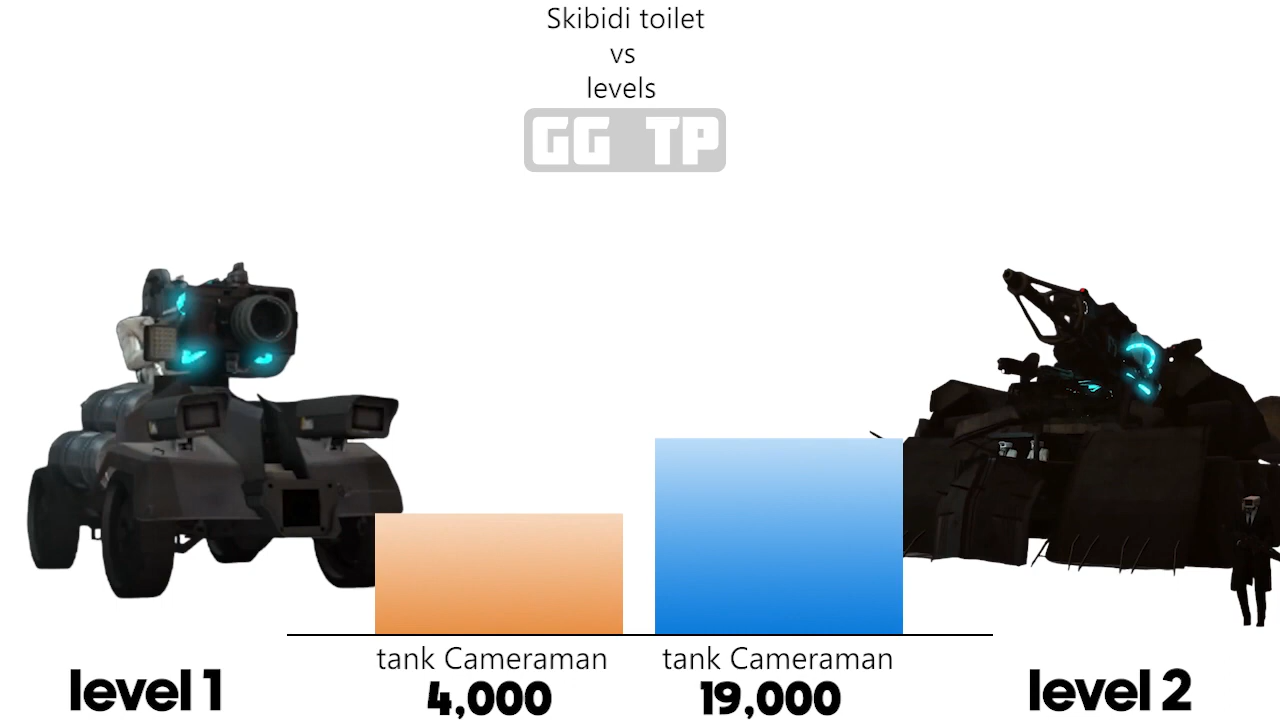 Skibidi toilet
vs
levels
GG TP
tank Cameraman
4,000
tank Cameraman
19,000
level 1
level 2